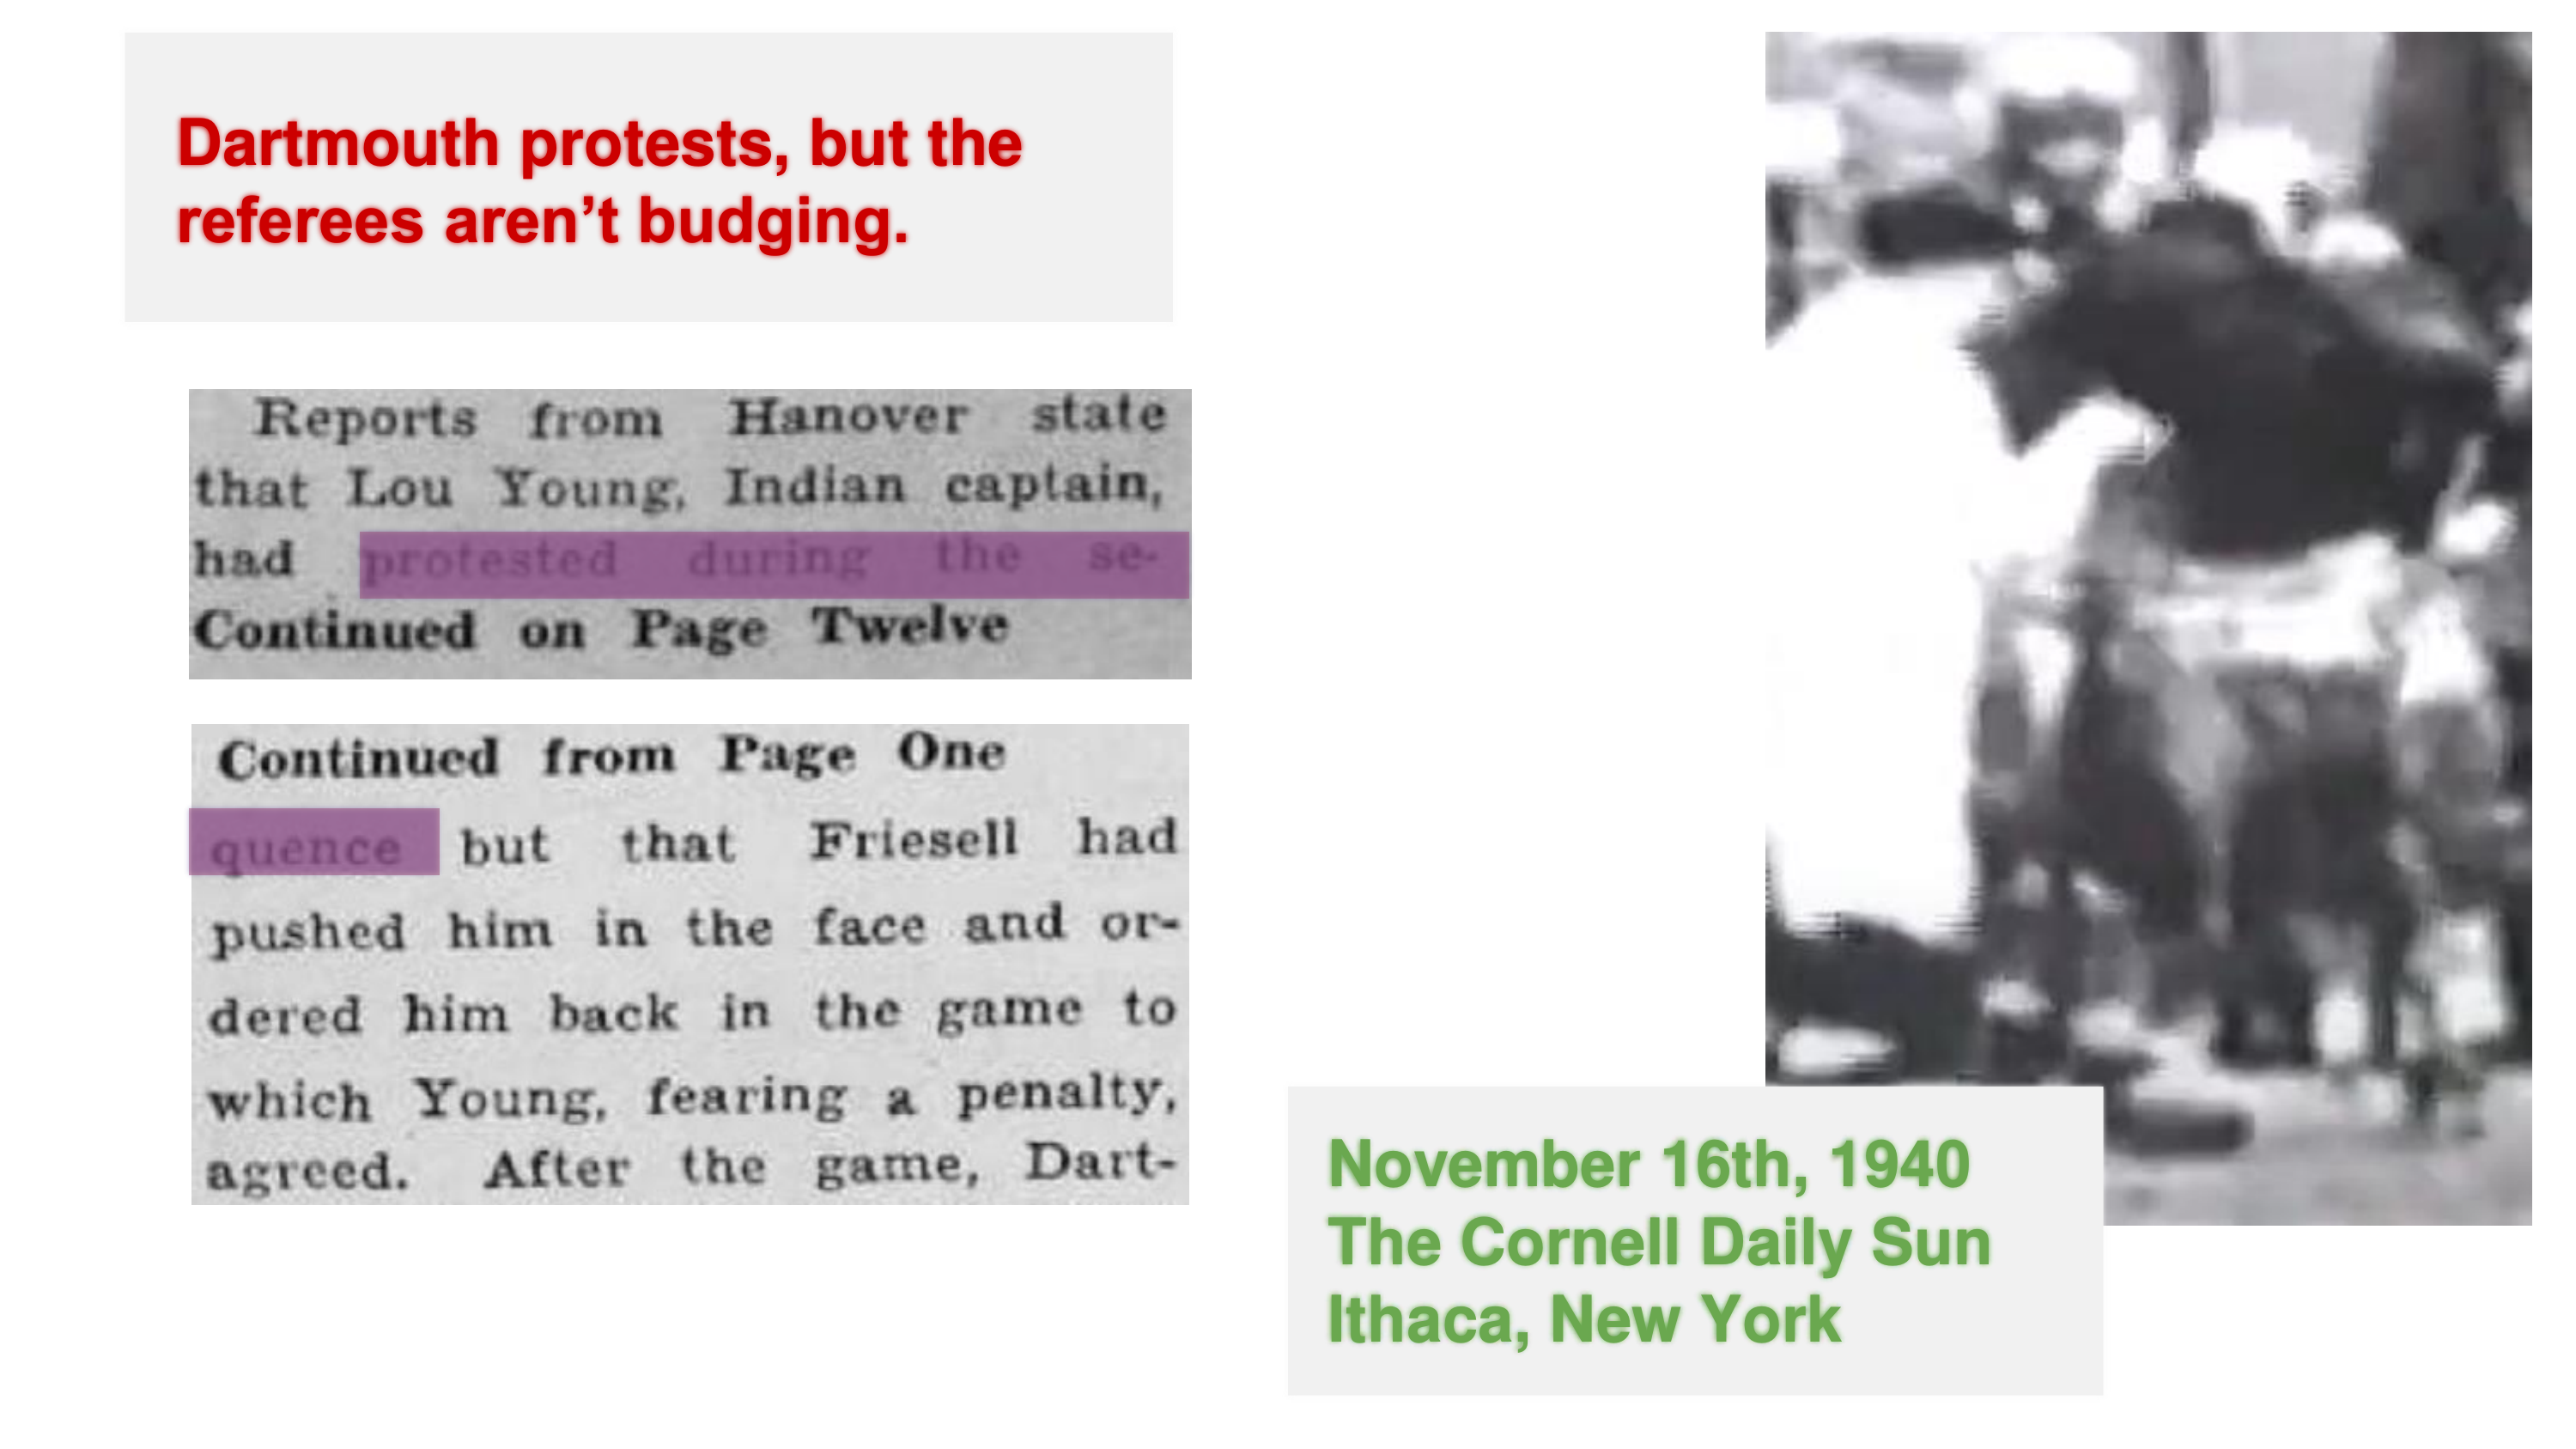 Dartmouth protests, but the
referees aren’t budging.
Reports from Hanover state
that Lou Young, Indian captain,
had protested during the se-
Continued on Page Twelve
Continued from Page One
quence but that Friesell had
pushed him in the face and or-
dered him back in the game to
which Young, fearing a penalty,
agreed. After the game, Dart-
November 16th, 1940
The Cornell Daily Sun
Ithaca, New York